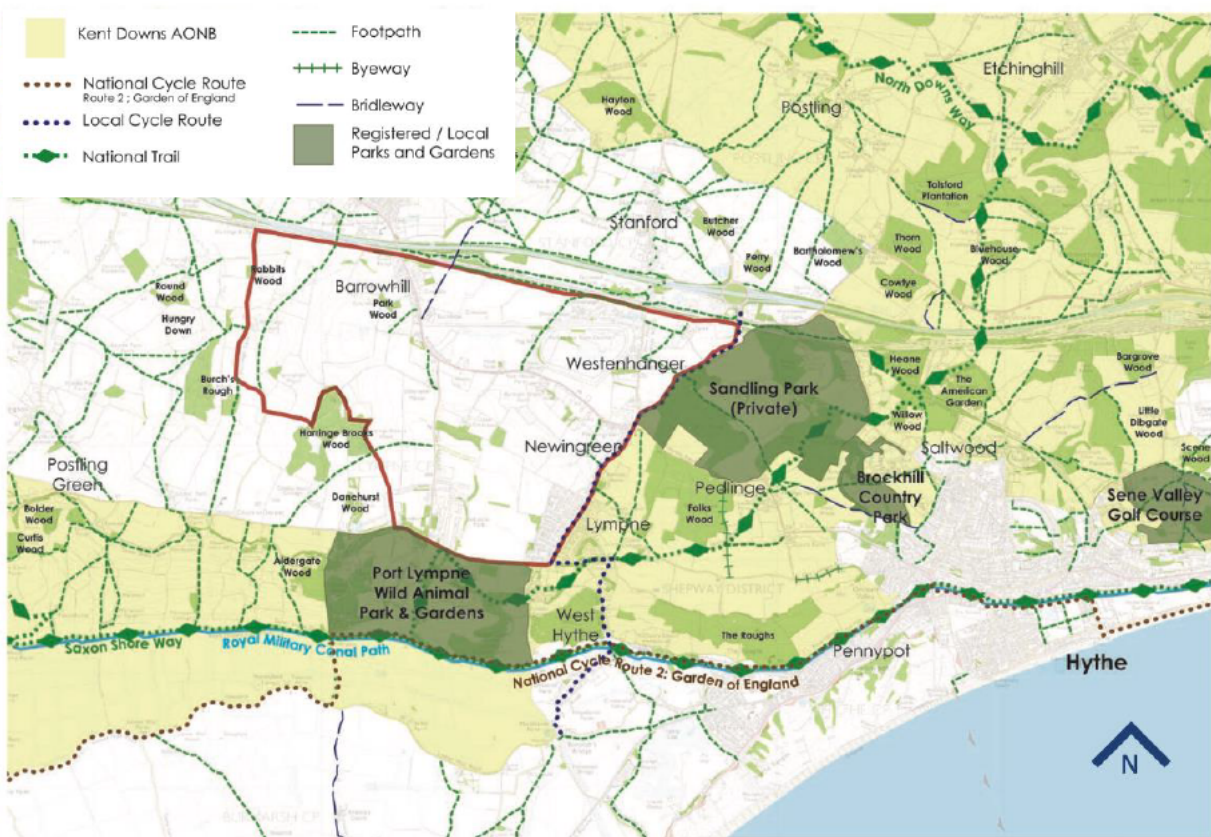 Kent Downs AONB
National Cycle Route
Route 2 ; Garden of England
Local Cycle Route
National Trail
Footpath
Byeway
Bridleway
Registered / Local
Parks and Gardens
North Downs Way
Etchinghill
Postling
Hayton
Wood
Tolsford
Plantation
Stanford
Butcher
Wood
Perry
Wood
Bartholomew's
Wood
Thorn
Wood
Bluehouse
Wood
Cowtye
Wood
Rabbits
Wood
Round
Wood
Hungry
Down
Barrowhill
Park
Wood
Westenhanger
Burch's
Rough
Harringe Brooks
Wood
Sandling Park
(Private)
Heane
Wood
The
American
Garden
Bargrove
Wood
Willow
Wood
Little
Dibgate
Wood
Saltwood
Scene
Wood
Newingreen
Postling
Green
Danehurst
Wood
Pedlinge
Folks
Wood
Brockhill
Country
Park
Sene Valley
Golf Course
Bolder
Wood
Curtis
Wood
Lympne
Aldergate
Wood
Port Lympne
Wild Animal
Park & Gardens
SHEPWAY DISTRICT
West
Hythe
The Roughs
Saxon Shore Way
Royal Military Canal Path
National Cycle Route 2: Garden of England
Pennypot
Hythe
N